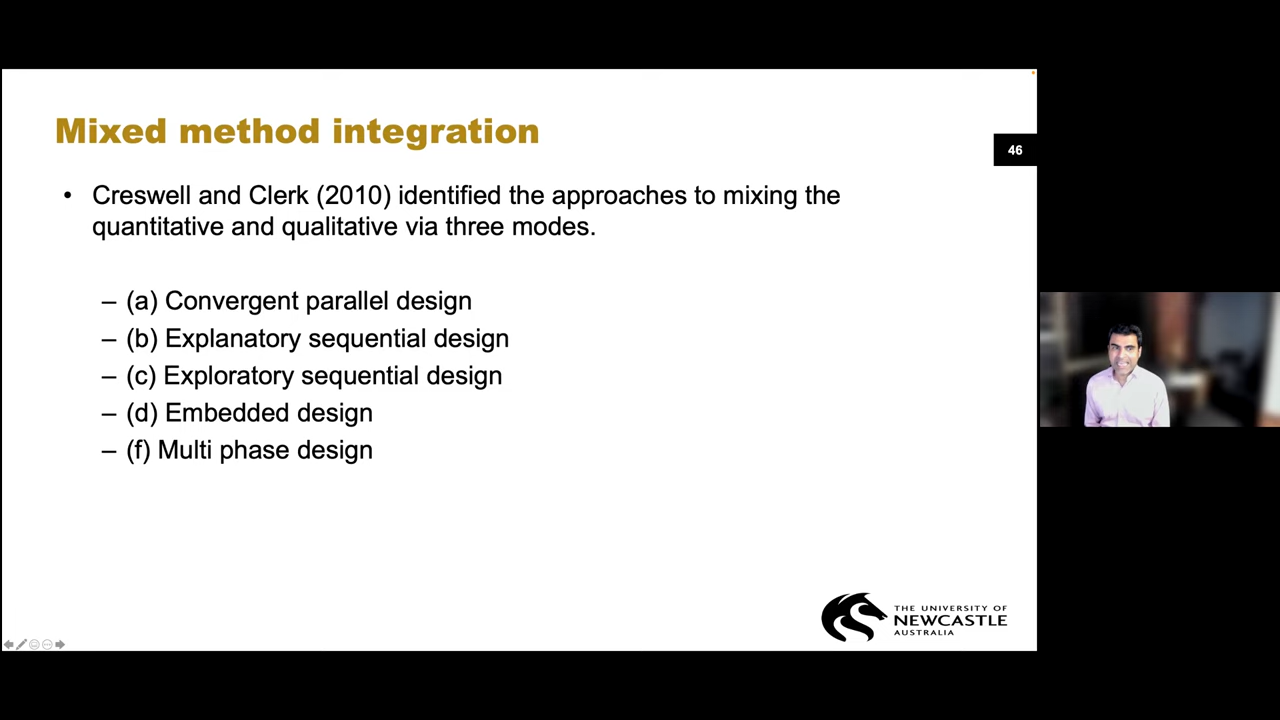 Mixed method integration
46
• Creswell and Clerk (2010) identified the approaches to mixing the
quantitative and qualitative via three modes.
– (a) Convergent parallel design
– (b) Explanatory sequential design
– (c) Exploratory sequential design
– (d) Embedded design
– (f) Multi phase design
THE UNIVERSITY OF
NEWCASTLE
AUSTRALIA